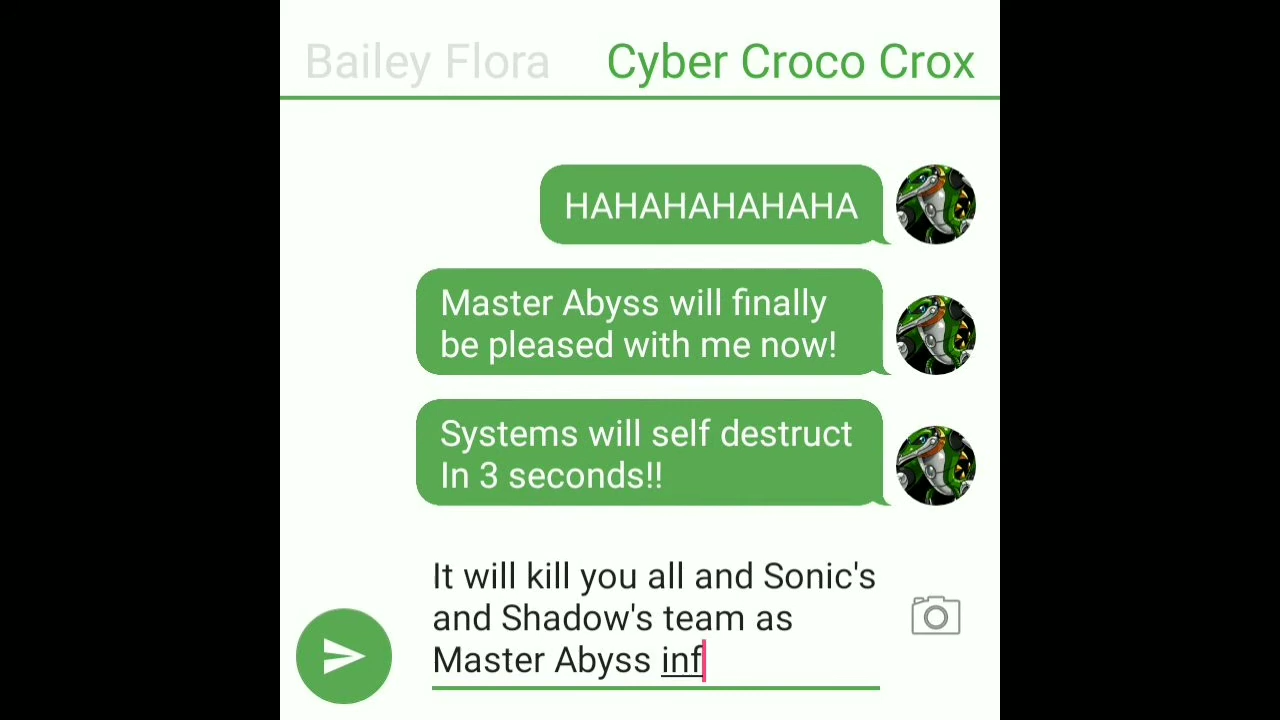 Bailey Flora Cyber Croco Crox
HAHAHAHAHAHA
Master Abyss will finally
be pleased with me now!
Systems will self destruct
In 3 seconds!!
It will kill you all and Sonic's
and Shadow's team as
Master Abyss inf